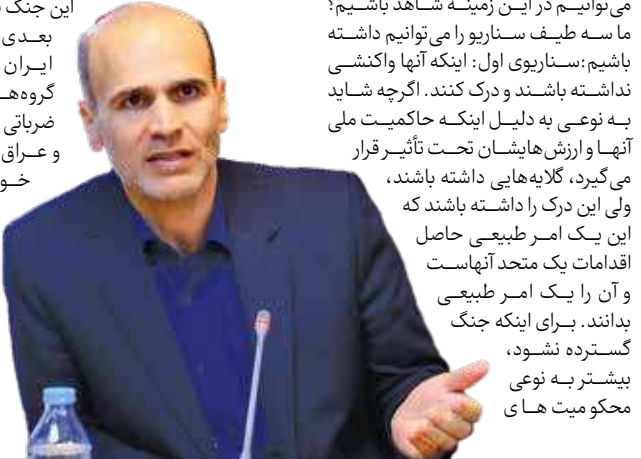 می‌توانیم در این زمینه شاهد باشیم؟
ما سه طیف سناریو را می‌توانیم داشته
باشیم:سناریوی اول: اینکه آنها واکنشی
نداشته باشند و درک کنند. اگرچه شاید
به نوعی به دلیل اینکه حاکمیت ملی
آنها و ارزش‌هایشان تحت تأثیر قرار
می‌گیرد، گلایه‌هایی داشته باشند،
ولی این درک را داشته باشند که
این یک امر طبیعی حاصل
اقدامات یک متحد آنهاست
و آن را یک امر طبیعی
بدانند. برای اینکه جنگ
گسترده نشود،
بیشتر به نوعی
محکومیت های
این جنگ
بعدی
ایران
گروه‌ه
ضرباتی
و عراق
خو